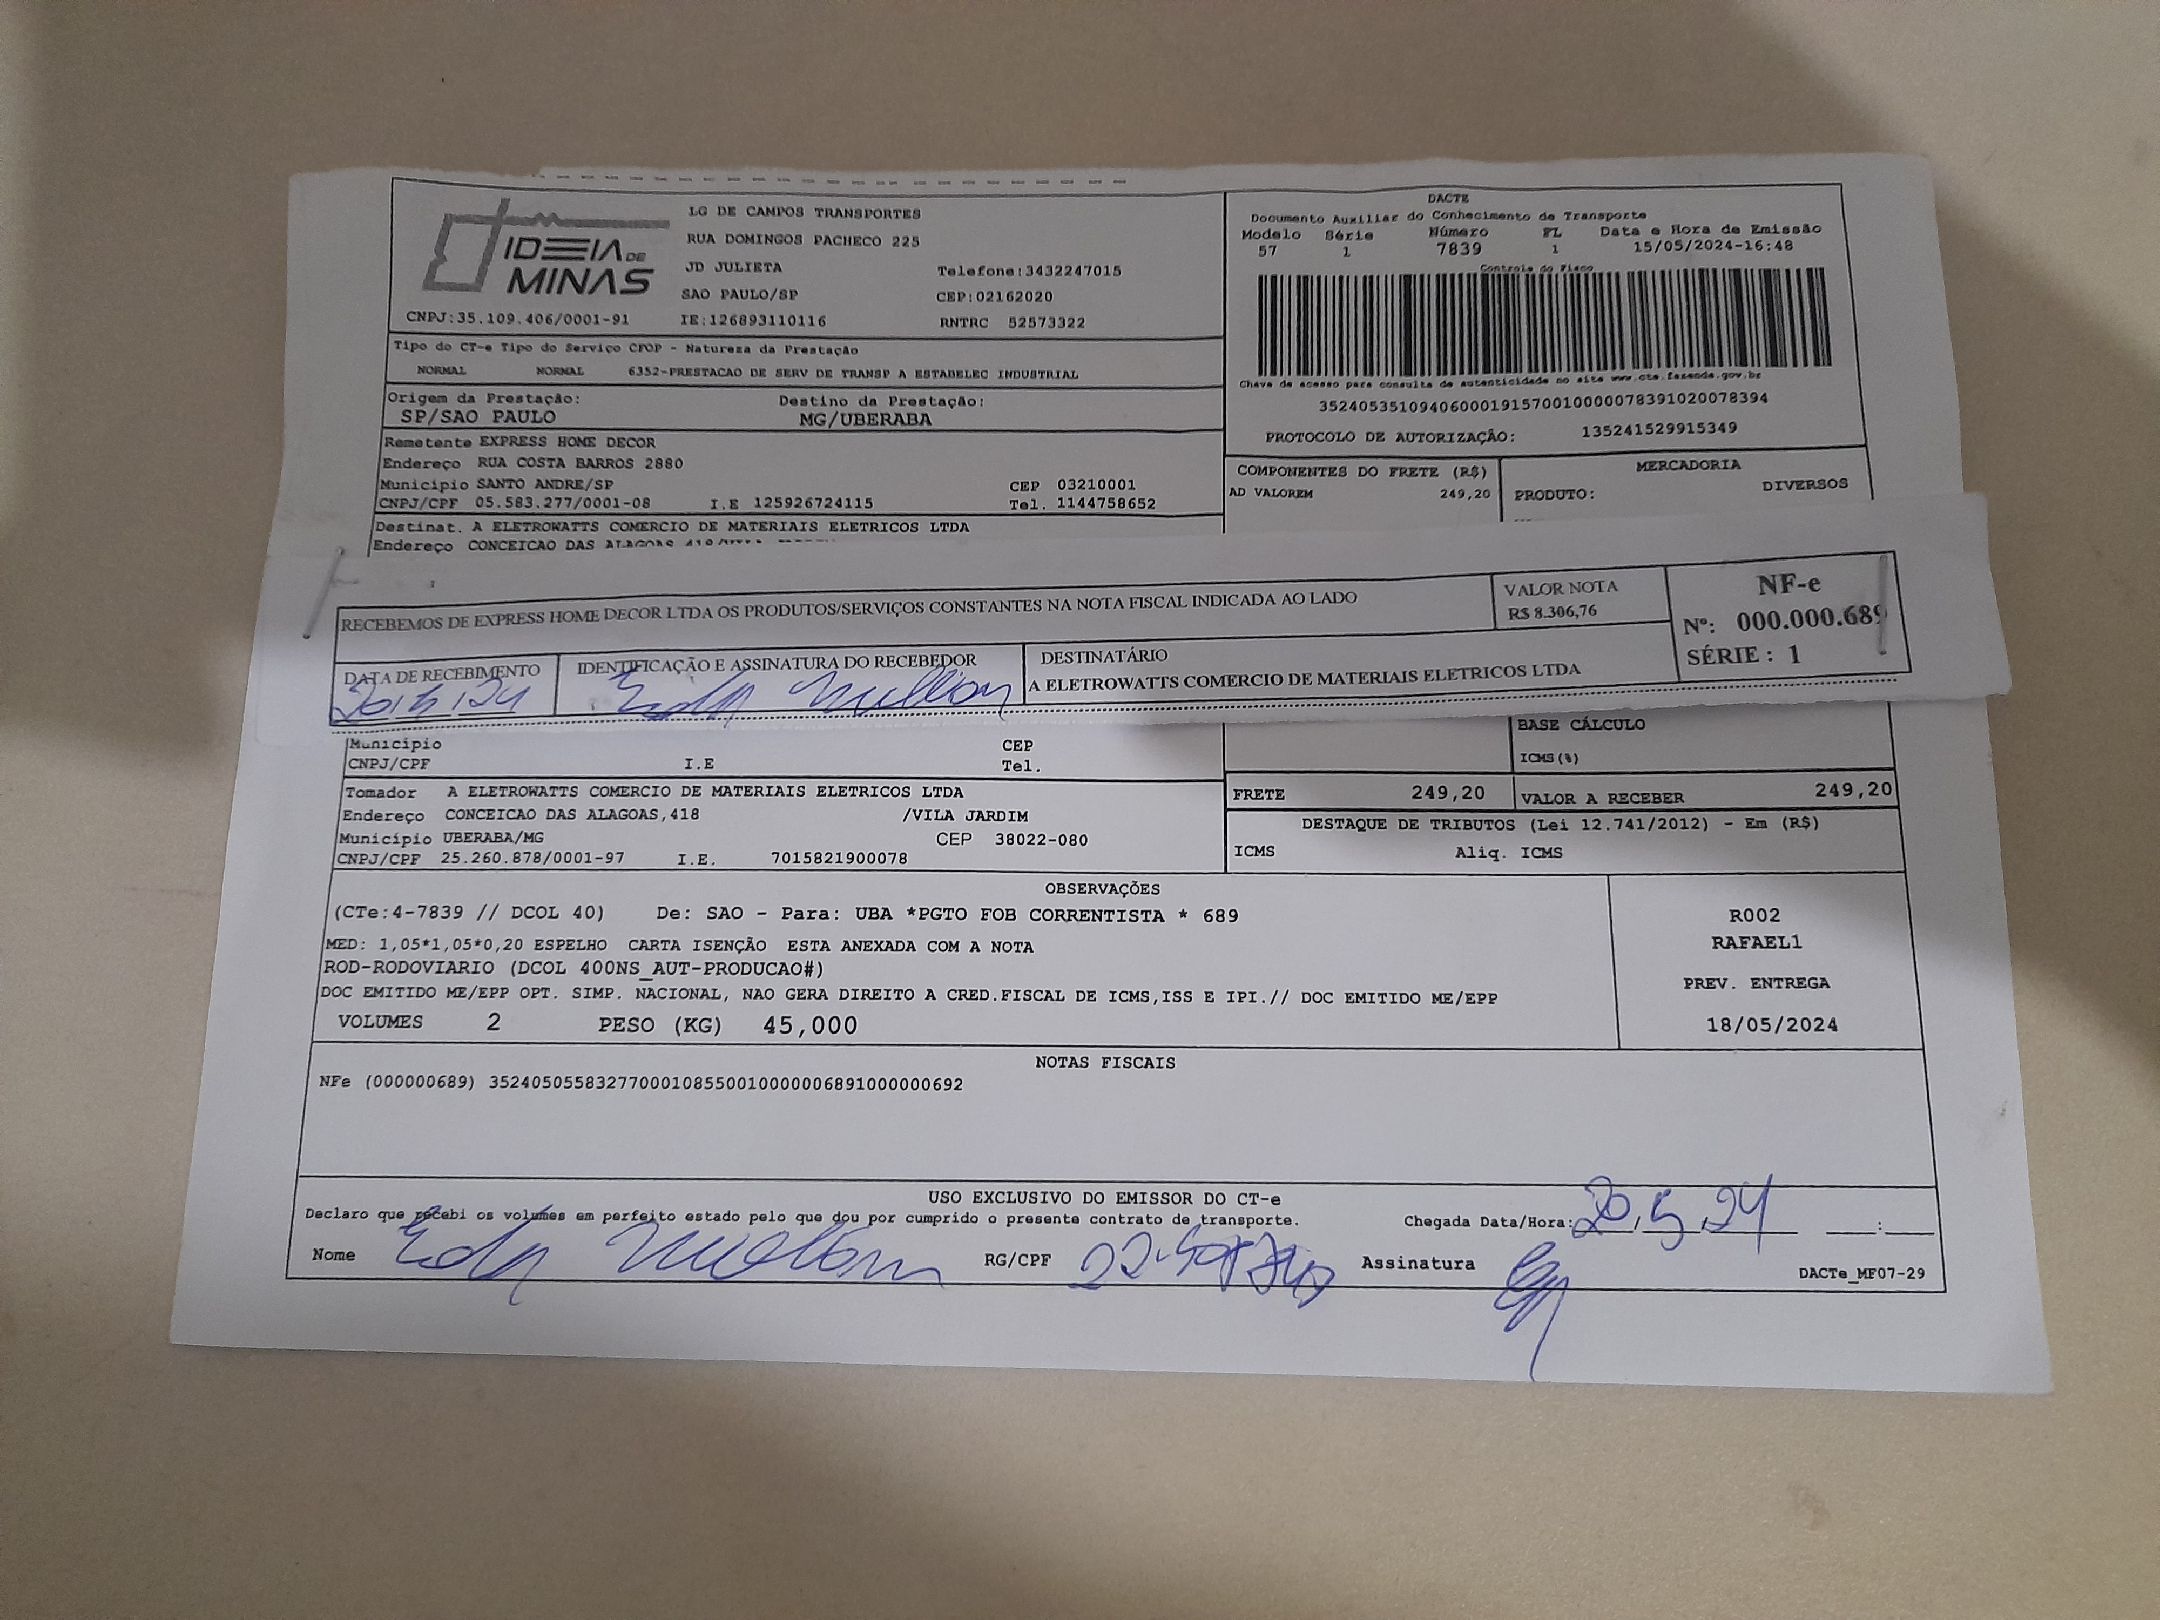 IDEIA DE
MINAS
CNPJ:35.109.406/0001-91
LG DE CAMPOS TRANSPORTES
RUA DOMINGOS PACHECO 225
JD JULIETA Telefone:3432247015
SAO PAULO/SP CEP:02162020
IE:126893110116 RNTRC 52573322
DACTE
Documento Auxiliar do Conhecimento de Transporte
Modelo Série Número FL Data e Hora de Emissão
57 1 7839 1 15/05/2024-16:48
Controle do Fisco
Chave de acesso para consulta de autenticidade no site www.cte.fazenda.gov.br
35240535109406000191570010000078391020078394
PROTOCOLO DE AUTORIZAÇÃO: 135241529915349
Tipo do CT-e Tipo do Serviço CFOP - Natureza da Prestação
NORMAL NORMAL 6352-PRESTACAO DE SERV DE TRANSP A ESTABELEC INDUSTRIAL
Origem da Prestação: Destino da Prestação:
SP/SAO PAULO MG/UBERABA
Remetente EXPRESS HOME DECOR
Endereço RUA COSTA BARROS 2880
Município SANTO ANDRE/SP CEP 03210001
CNPJ/CPF 05.583.277/0001-08 I.E 125926724115 Tel. 1144758652
COMPONENTES DO FRETE (R$) MERCADORIA
AD VALOREM 249,20 PRODUTO: DIVERSOS
Destinat. A ELETROWATTS COMERCIO DE MATERIAIS ELETRICOS LTDA
Endereço CONCEICAO DAS ALAGOAS
RECEBEMOS DE EXPRESS HOME DECOR LTDA OS PRODUTOS/SERVIÇOS CONSTANTES NA NOTA FISCAL INDICADA AO LADO
VALOR NOTA
R$ 8.306,76
NF-e
Nº: 000.000.689
SÉRIE : 1
DATA DE RECEBIMENTO
20/5/24
IDENTIFICAÇÃO E ASSINATURA DO RECEBEDOR
DESTINATÁRIO
A ELETROWATTS COMERCIO DE MATERIAIS ELETRICOS LTDA
Município CEP
CNPJ/CPF I.E Tel.
BASE CÁLCULO
ICMS(%)
Tomador A ELETROWATTS COMERCIO DE MATERIAIS ELETRICOS LTDA
Endereço CONCEICAO DAS ALAGOAS,418 /VILA JARDIM
Município UBERABA/MG CEP 38022-080
CNPJ/CPF 25.260.878/0001-97 I.E. 7015821900078
FRETE 249,20 VALOR A RECEBER 249,20
DESTAQUE DE TRIBUTOS (Lei 12.741/2012) - Em (R$)
ICMS Aliq. ICMS
OBSERVAÇÕES
(CTe:4-7839 // DCOL 40) De: SAO - Para: UBA *PGTO FOB CORRENTISTA * 689
MED: 1,05*1,05*0,20 ESPELHO CARTA ISENÇÃO ESTA ANEXADA COM A NOTA
ROD-RODOVIARIO (DCOL 400NS_AUT-PRODUCAO#)
DOC EMITIDO ME/EPP OPT. SIMP. NACIONAL, NAO GERA DIREITO A CRED.FISCAL DE ICMS,ISS E IPI.// DOC EMITIDO ME/EPP
VOLUMES 2 PESO (KG) 45,000
R002
RAFAEL1
PREV. ENTREGA
18/05/2024
NOTAS FISCAIS
NFe (000000689) 35240505583277000108550010000006891000000692
USO EXCLUSIVO DO EMISSOR DO CT-e
Declaro que recebi os volumes em perfeito estado pelo que dou por cumprido o presente contrato de transporte.
Chegada Data/Hora: 20,5,24 :
Nome RG/CPF Assinatura
DACTe_MF07-29